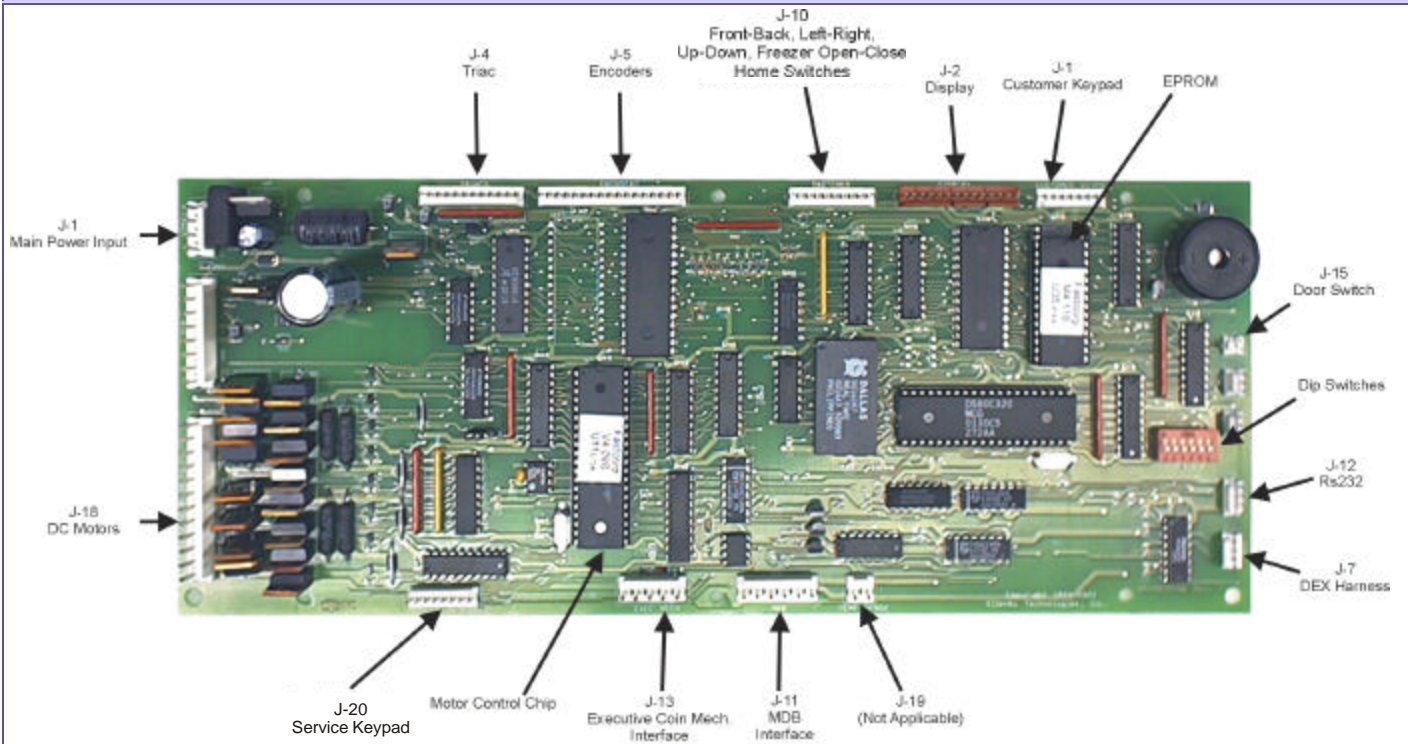 J-10
Front-Back, Left-Right,
Up-Down, Freezer Open-Close
Home Switches
J-4
Triac
J-5
Encoders
J-2
Display
J-1
Customer Keypad
EPROM
J-1
Main Power Input
J-15
Door Switch
Dip Switches
J-12
Rs232
J-18
DC Motors
J-7
DEX Harness
DALLAS
J-20
Service Keypad
Motor Control Chip
J-13
Executive Coin Mech.
Interface
J-11
MDB
Interface
J-19
(Not Applicable)